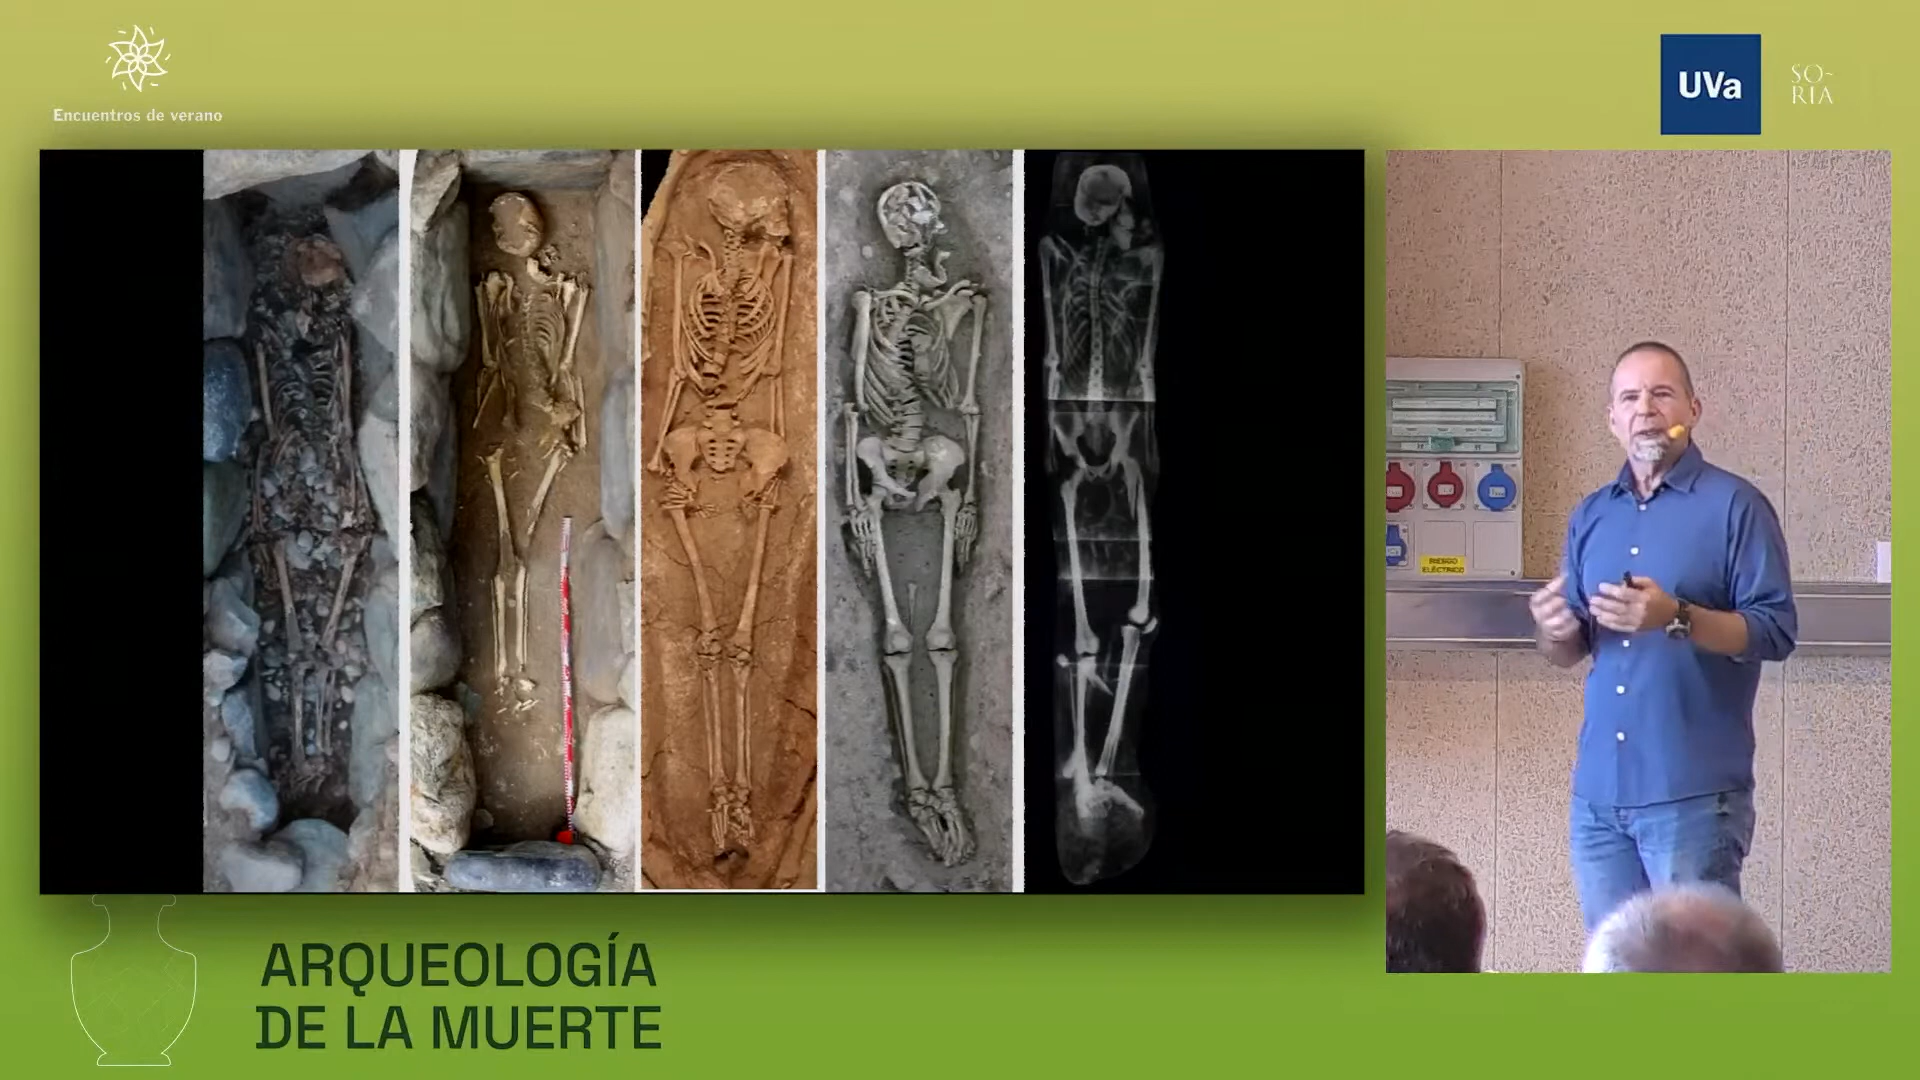 Encuentros de verano
UVa
SO-
RIA
RIESGO
ELÉCTRICO
ARQUEOLOGÍA
DE LA MUERTE